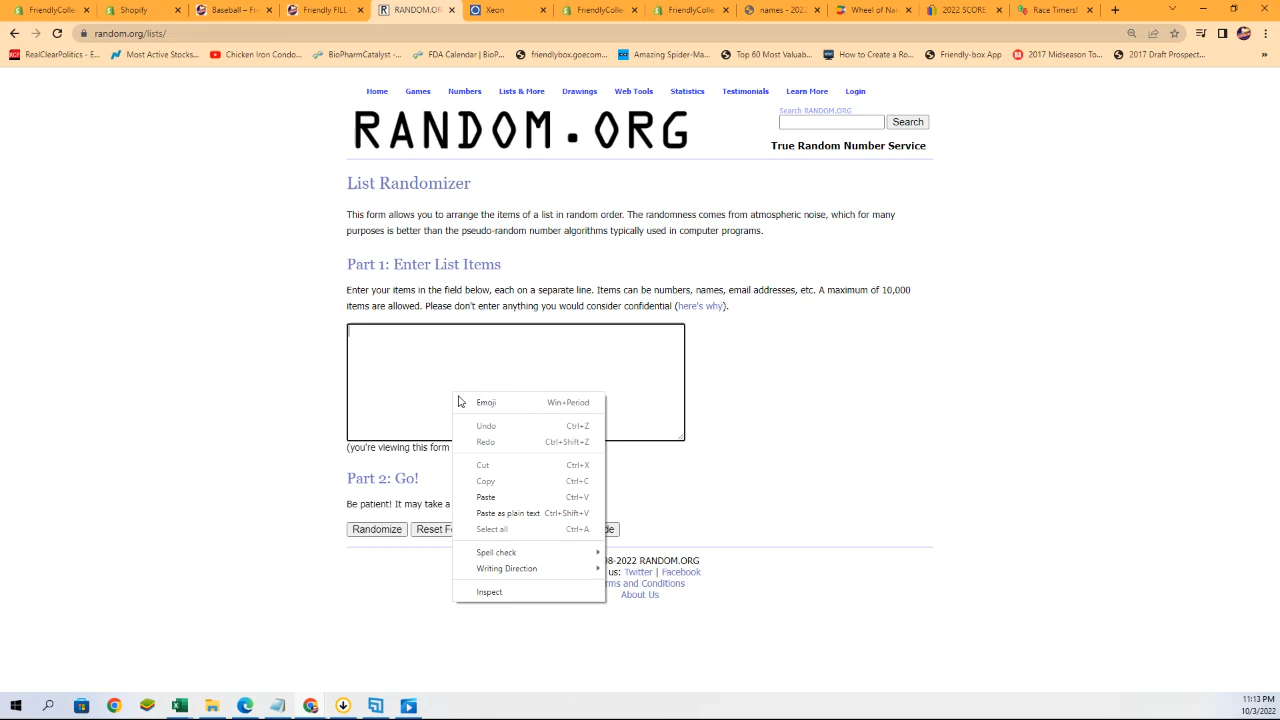 FriendlyColle
Shopify
Baseball – Fr
Friendly FILL
RANDOM.OR
Xeon
FriendlyColle
FriendlyColle
names - 202
Wheel of Nar
2022 SCORE
Race Timers!
random.org/lists/
RealClearPolitics - E...
Most Active Stocks...
Chicken Iron Condo...
BioPharmCatalyst -...
FDA Calendar | BioP...
friendlybox.goecom...
Amazing Spider-Ma...
Top 60 Most Valuab...
How to Create a Ro...
Friendly-box App
2017 Midseason To...
2017 Draft Prospect...
»
Home Games Numbers Lists & More Drawings Web Tools Statistics Testimonials Learn More Login
RANDOM.ORG
Search RANDOM.ORG
Search
True Random Number Service
List Randomizer
This form allows you to arrange the items of a list in random order. The randomness comes from atmospheric noise, which for many
purposes is better than the pseudo-random number algorithms typically used in computer programs.
Part 1: Enter List Items
Enter your items in the field below, each on a separate line. Items can be numbers, names, email addresses, etc. A maximum of 10,000
items are allowed. Please don't enter anything you would consider confidential (here's why).
Emoji Win+Period
Undo Ctrl+Z
Redo Ctrl+Shift+Z
Cut Ctrl+X
Copy Ctrl+C
Paste Ctrl+V
Paste as plain text Ctrl+Shift+V
Select all Ctrl+A
Spell check
Writing Direction
Inspect
(you're viewing this form
Part 2: Go!
Be patient! It may take a
Randomize Reset Fo de
8-2022 RANDOM.ORG
us: Twitter | Facebook
rms and Conditions
About Us
11:13 PM
10/3/2022